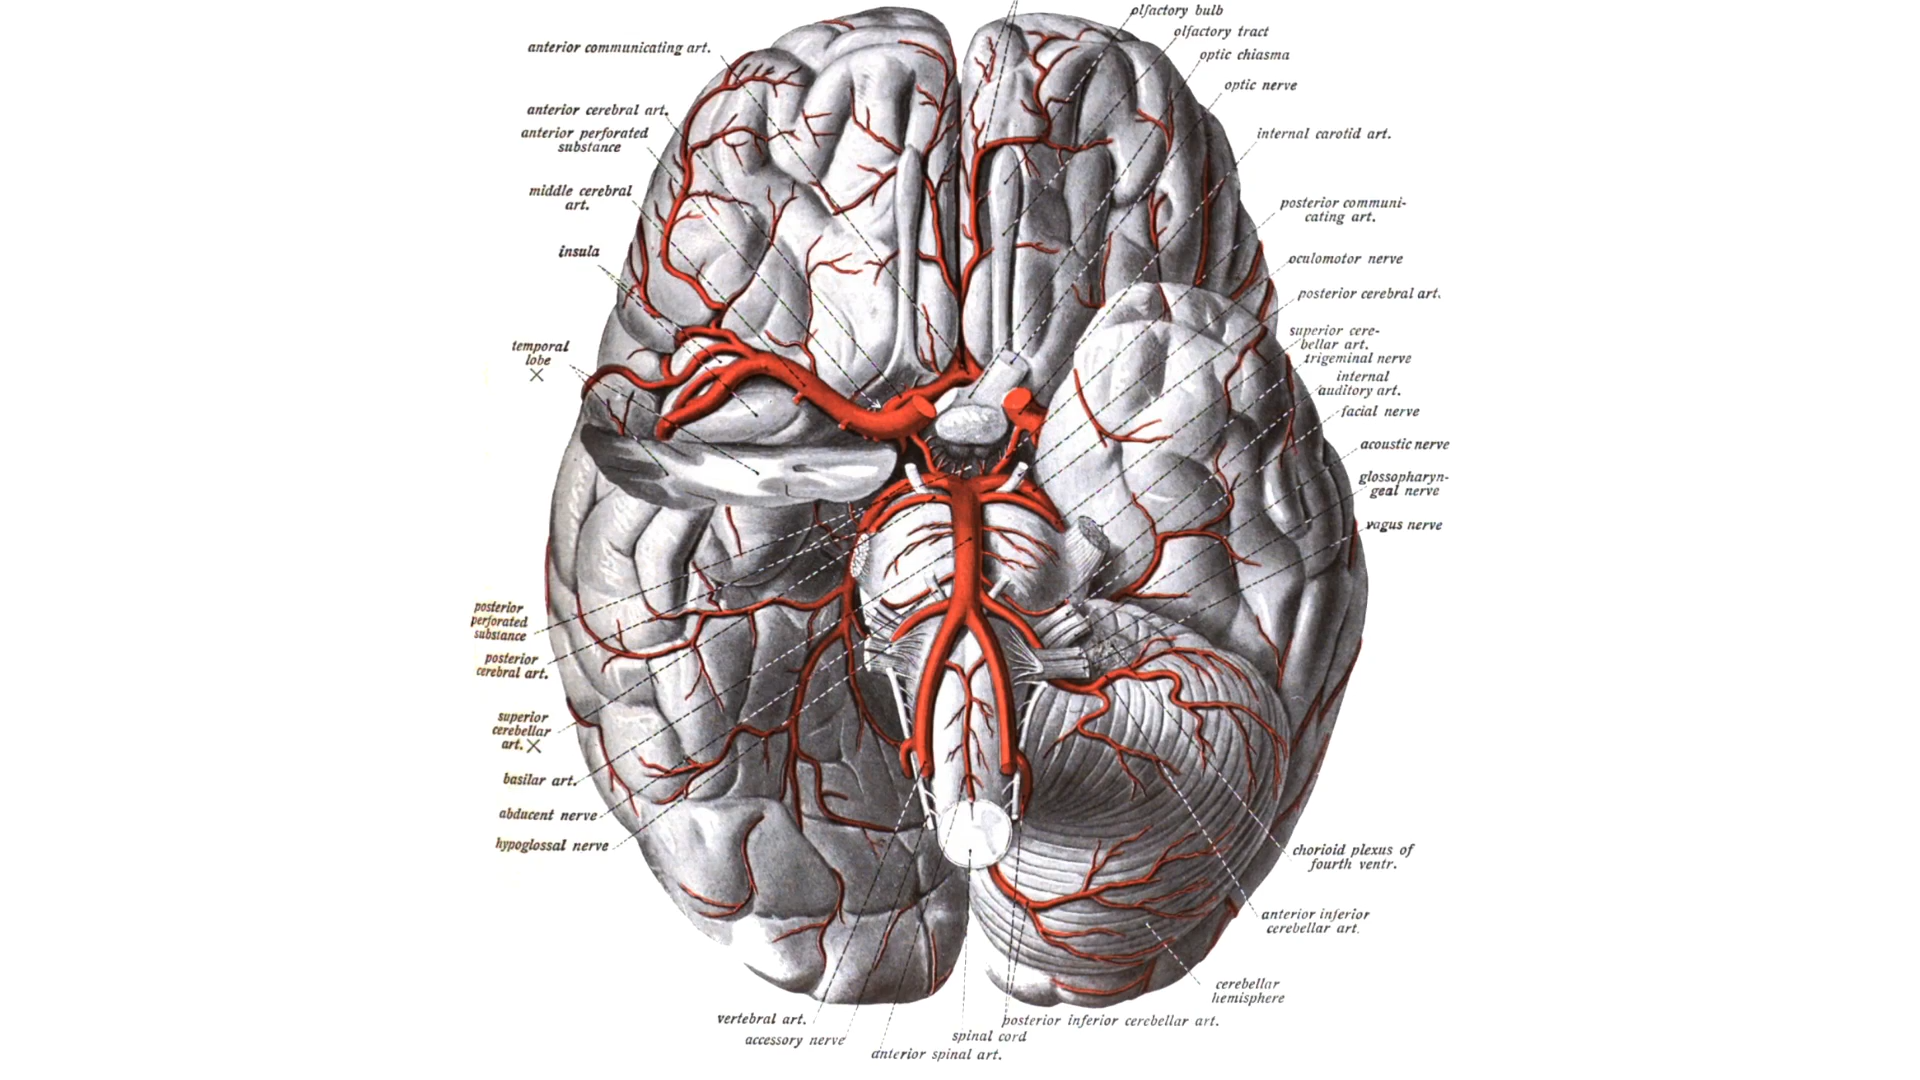 anterior communicating art.
anterior cerebral art.
anterior perforated
substance
middle cerebral
art.
insula
temporal
lobe
posterior
perforated
substance
posterior
cerebral art.
superior
cerebellar
art.
basilar art.
abducent nerve
hypoglossal nerve
vertebral art.
accessory nerve
anterior spinal art.
spinal cord
posterior inferior cerebellar art.
olfactory bulb
olfactory tract
optic chiasma
optic nerve
internal carotid art.
posterior communi-
cating art.
oculomotor nerve
posterior cerebral art.
superior cere-
bellar art.
trigeminal nerve
internal
auditory art.
facial nerve
acoustic nerve
glossopharyn-
geal nerve
vagus nerve
chorioid plexus of
fourth ventr.
anterior inferior
cerebellar art.
cerebellar
hemisphere